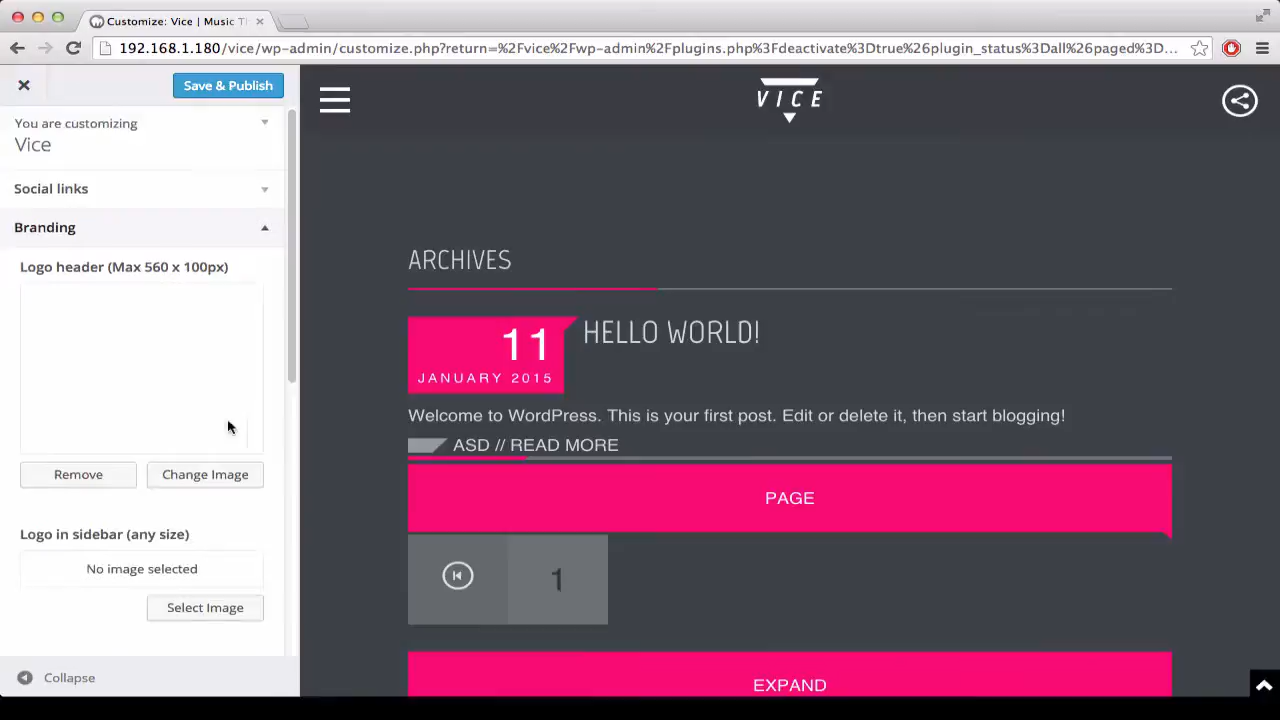 Customize: Vice | Music T
192.168.1.180/vice/wp-admin/customize.php?return=%2Fvice%2Fwp-admin%2Fplugins.php%3Fdeactivate%3Dtrue%26plugin_status%3Dall%26paged%3D...
Save & Publish
You are customizing
Vice
Social links
Branding
Logo header (Max 560 x 100px)
Remove
Change Image
Logo in sidebar (any size)
No image selected
Select Image
Collapse
VICE
ARCHIVES
11
JANUARY 2015
HELLO WORLD!
Welcome to WordPress. This is your first post. Edit or delete it, then start blogging!
ASD // READ MORE
PAGE
1
EXPAND